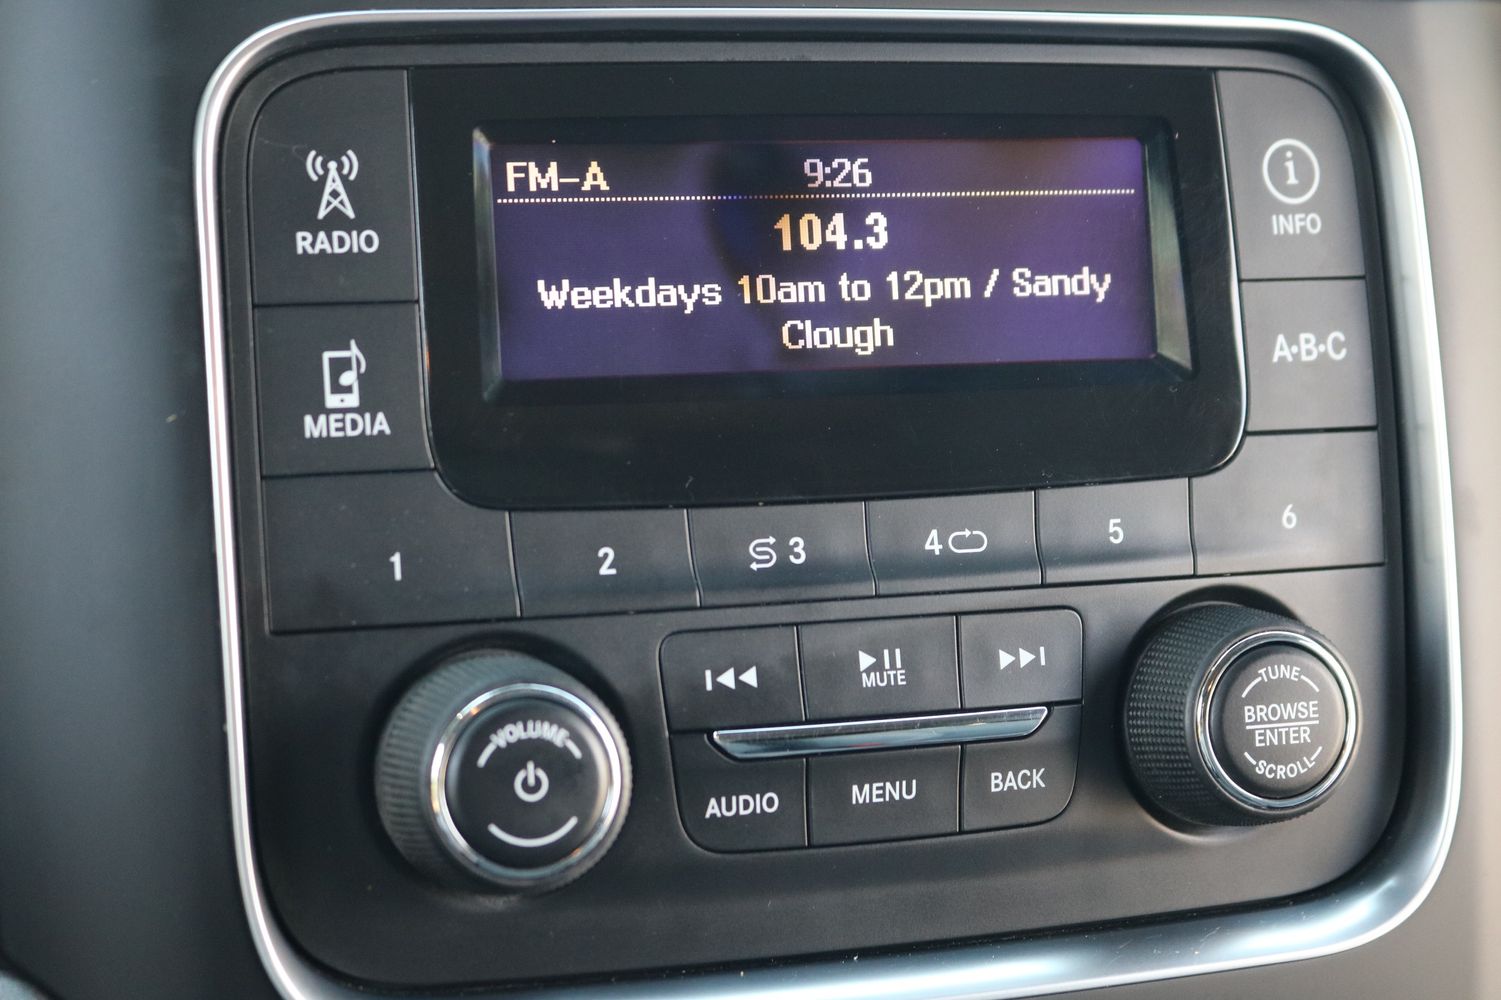 RADIO
FM-A 9:26
104.3
Weekdays 10am to 12pm / Sandy
Clough
INFO
MEDIA
A·B·C
1 2 3 4 5 6
VOLUME
MUTE
AUDIO MENU BACK
TUNE
BROWSE
ENTER
SCROLL